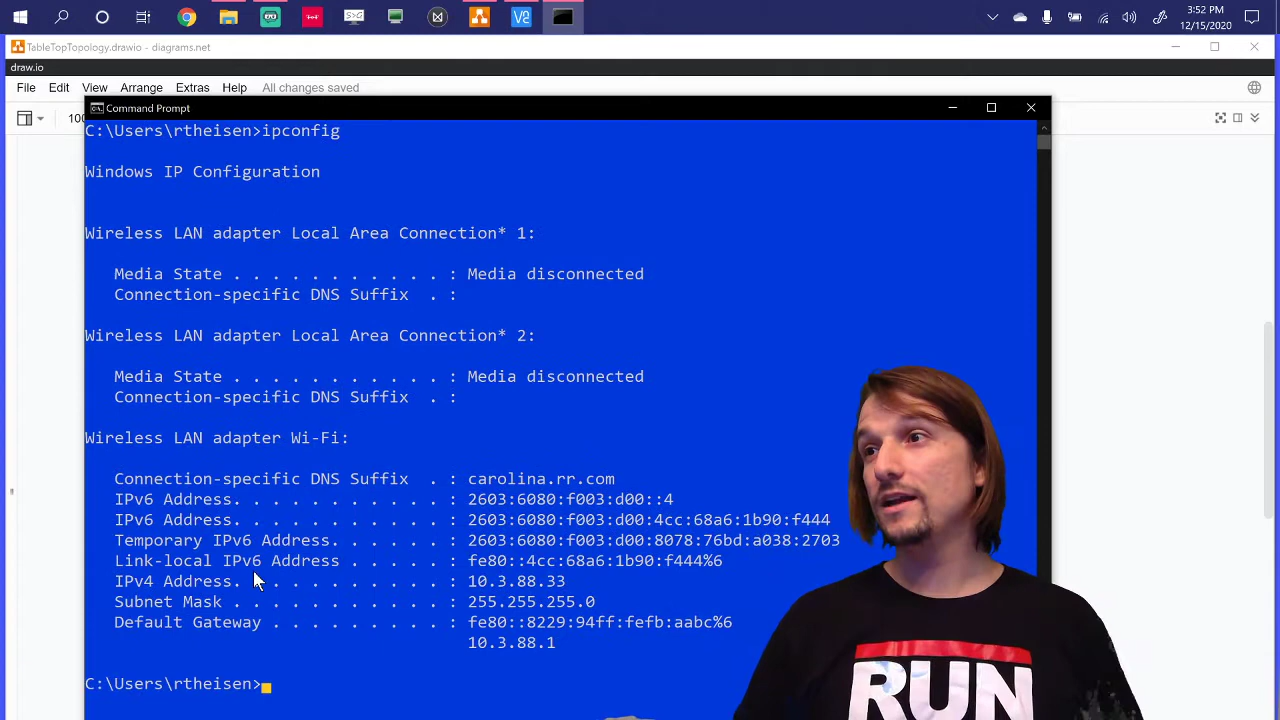 3:52 PM
12/15/2020
TableTopTopology.drawio - diagrams.net
draw.io
File Edit View Arrange Extras Help All changes saved
100
Command Prompt
C:\Users\rtheisen>ipconfig
Windows IP Configuration
Wireless LAN adapter Local Area Connection* 1:
Media State . . . . . . . . . . . : Media disconnected
Connection-specific DNS Suffix . :
Wireless LAN adapter Local Area Connection* 2:
Media State . . . . . . . . . . . : Media disconnected
Connection-specific DNS Suffix . :
Wireless LAN adapter Wi-Fi:
Connection-specific DNS Suffix . : carolina.rr.com
IPv6 Address. . . . . . . . . . . : 2603:6080:f003:d00::4
IPv6 Address. . . . . . . . . . . : 2603:6080:f003:d00:4cc:68a6:1b90:f444
Temporary IPv6 Address. . . . . . : 2603:6080:f003:d00:8078:76bd:a038:2703
Link-local IPv6 Address . . . . . : fe80::4cc:68a6:1b90:f444%6
IPv4 Address. . . . . . . . . . . : 10.3.88.33
Subnet Mask . . . . . . . . . . . : 255.255.255.0
Default Gateway . . . . . . . . . : fe80::8229:94ff:fefb:aabc%6
10.3.88.1
C:\Users\rtheisen>
RUN